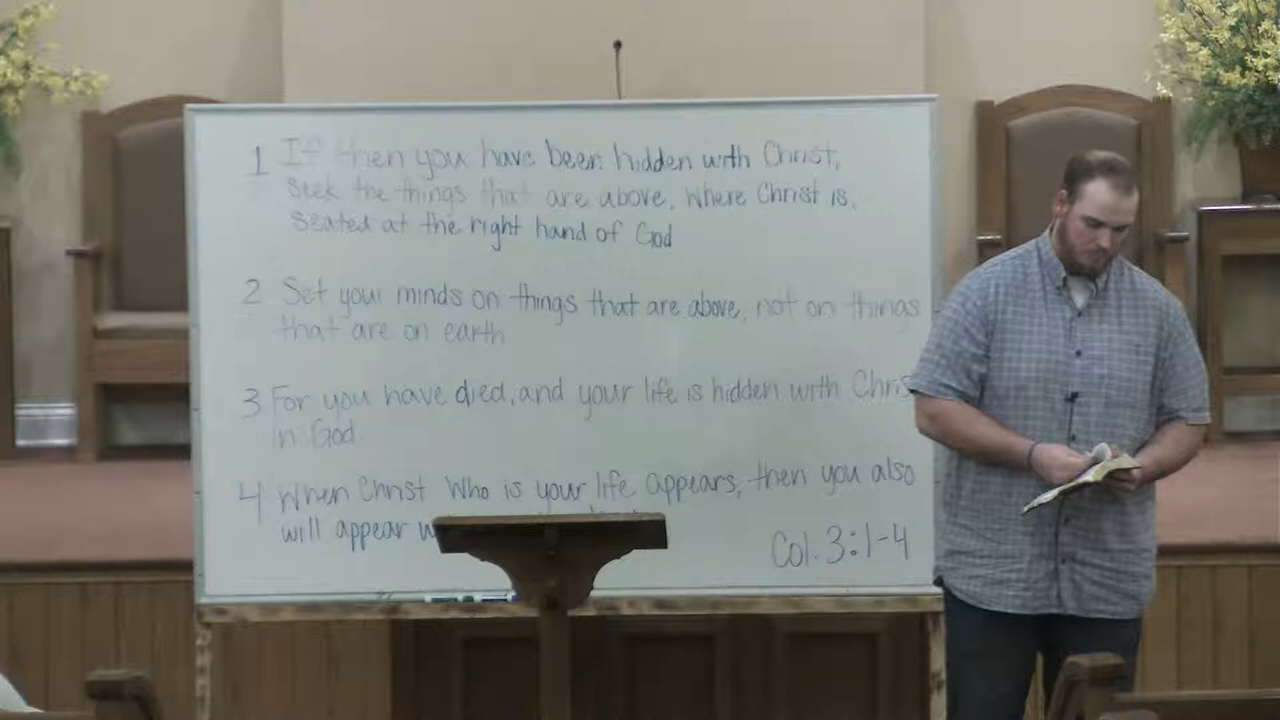 1 If then you have been hidden with Christ,
seek the things that are above, where Christ is,
seated at the right hand of God
2 Set your minds on things that are above, not on things
that are on earth
3 For you have died, and your life is hidden with Chris
in God
4 When Christ Who is your life appears, then you also
will appear
Col. 3:1-4